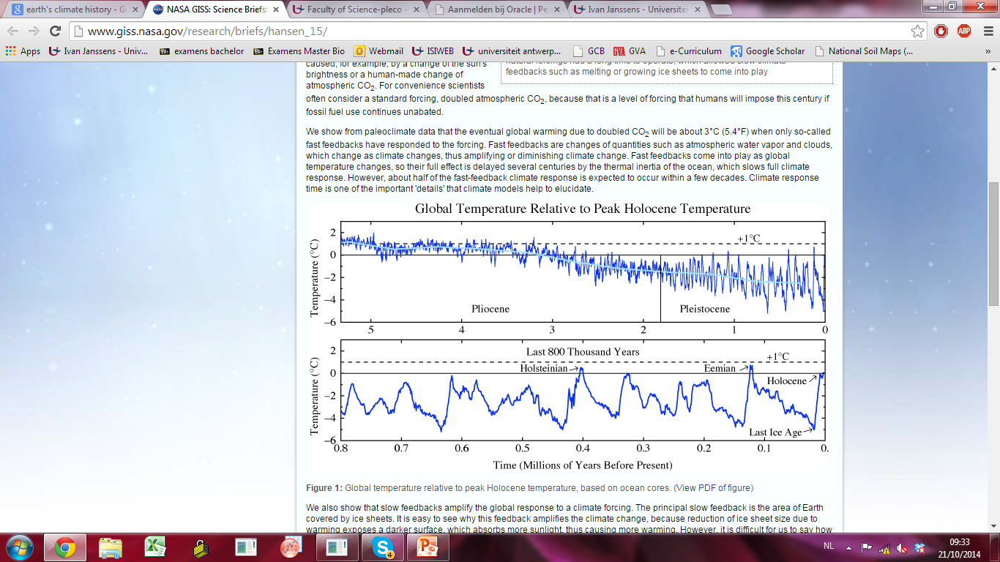 earth's climate history - G
NASA GISS: Science Briefs:
Faculty of Science-pleco -
Aanmelden bij Oracle | Pe
Ivan Janssens - Universitei
www.giss.nasa.gov/research/briefs/hansen_15/
ABP
Apps
Ivan Janssens - Univ...
examens bachelor
Examens Master Bio
Webmail
ISIWEB
universiteit antwerp...
GCB
GVA GVA
e-Curriculum
Google Scholar
National Soil Maps (...
»
caused, for example, by a change of the sun's
brightness or a human-made change of
atmospheric CO2. For convenience scientists
natural forcings had a long time to operate, which allowed slow climate
feedbacks such as melting or growing ice sheets to come into play
often consider a standard forcing, doubled atmospheric CO2, because that is a level of forcing that humans will impose this century if
fossil fuel use continues unabated.
We show from paleoclimate data that the eventual global warming due to doubled CO2 will be about 3°C (5.4°F) when only so-called
fast feedbacks have responded to the forcing. Fast feedbacks are changes of quantities such as atmospheric water vapor and clouds,
which change as climate changes, thus amplifying or diminishing climate change. Fast feedbacks come into play as global
temperature changes, so their full effect is delayed several centuries by the thermal inertia of the ocean, which slows full climate
response. However, about half of the fast-feedback climate response is expected to occur within a few decades. Climate response
time is one of the important 'details' that climate models help to elucidate.
Global Temperature Relative to Peak Holocene Temperature
Temperature (°C)
2
0
−2
−4
−6
+1°C
Pliocene
Pleistocene
5 4 3 2 1 0
Temperature (°C)
2
0
−2
−4
−6
Last 800 Thousand Years
+1°C
Holsteinian
Eemian
Holocene
Last Ice Age
0.8 0.7 0.6 0.5 0.4 0.3 0.2 0.1 0.
Time (Millions of Years Before Present)
Figure 1: Global temperature relative to peak Holocene temperature, based on ocean cores. (View PDF of figure)
We also show that slow feedbacks amplify the global response to a climate forcing. The principal slow feedback is the area of Earth
covered by ice sheets. It is easy to see why this feedback amplifies the climate change, because reduction of ice sheet size due to
warming exposes a darker surface, which absorbs more sunlight, thus causing more warming. However, it is difficult for us to say how
4
NL
09:33
21/10/2014